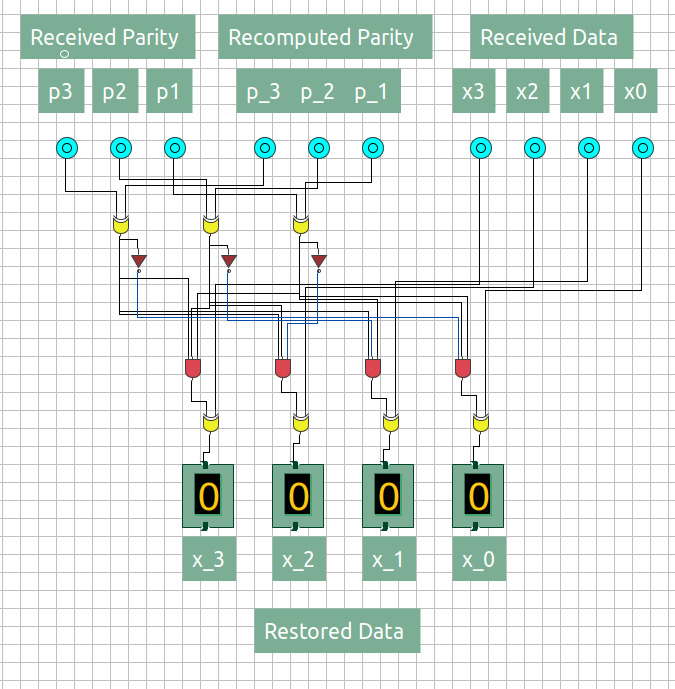 Received Parity Recomputed Parity Received Data
p3 p2 p1 p_3 p_2 p_1 x3 x2 x1 x0
0 0 0 0
x_3 x_2 x_1 x_0
Restored Data